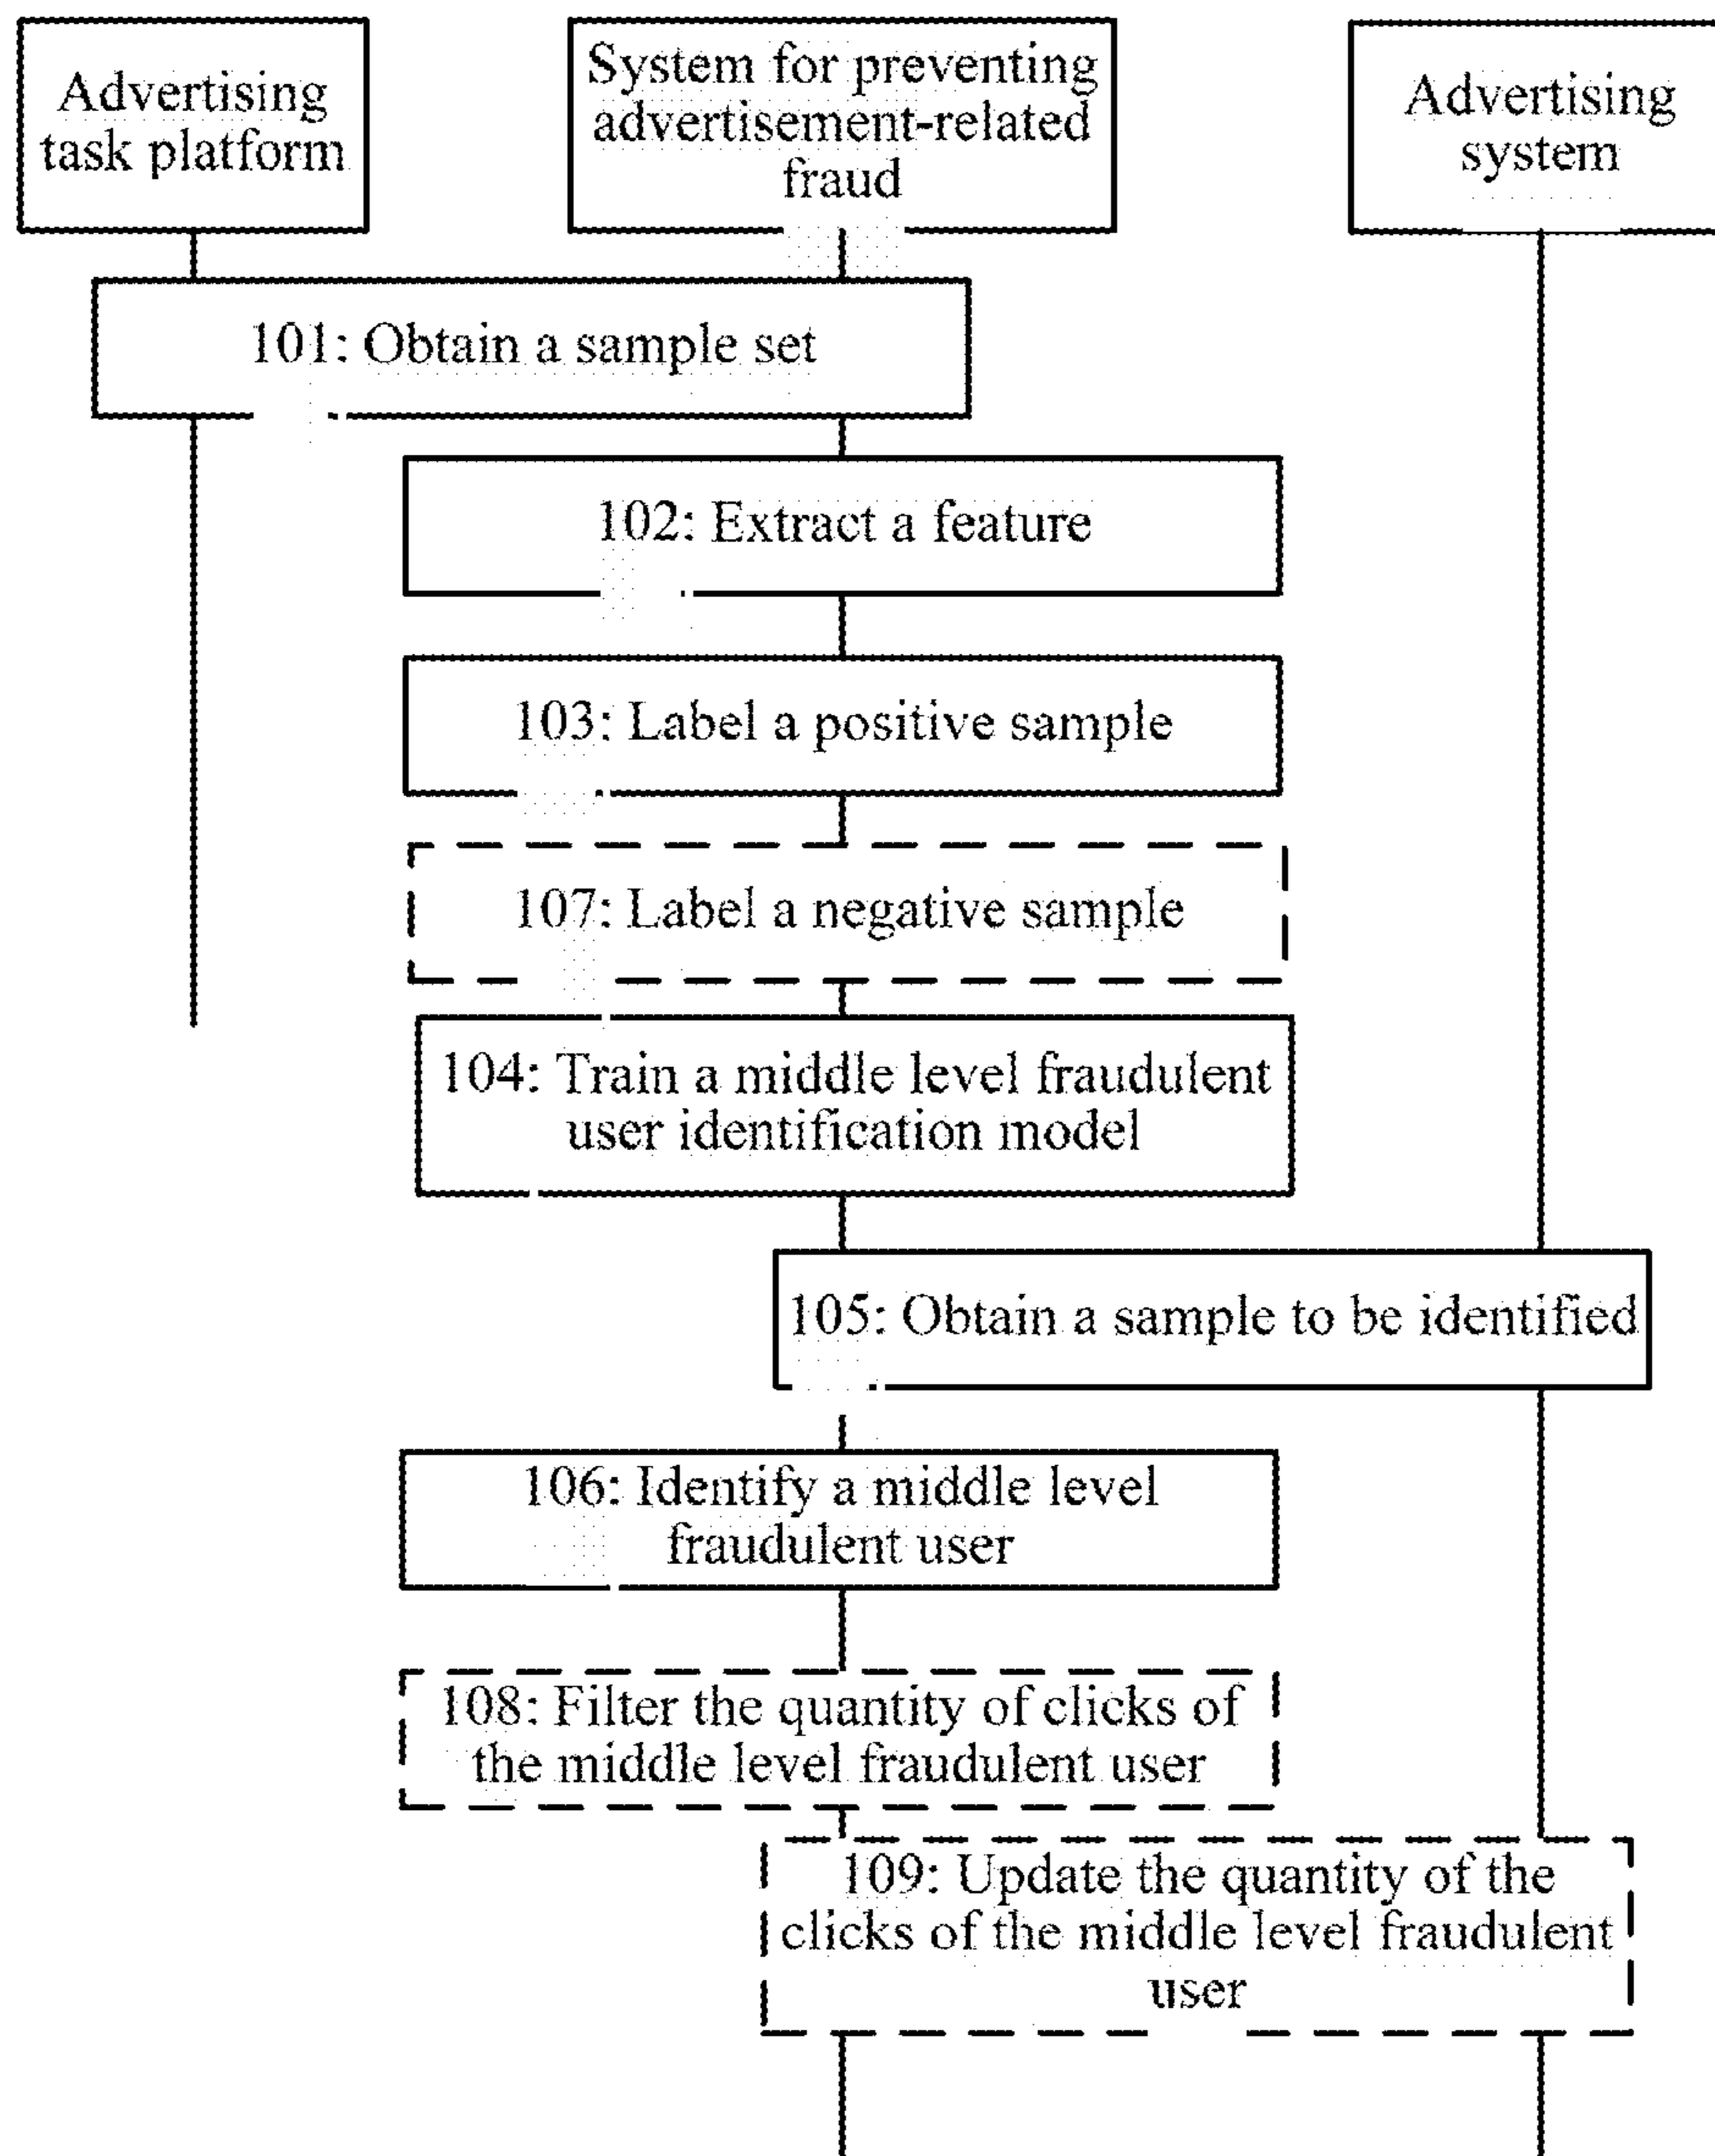 Advertising
task platform
System for preventing
advertisement-related
fraud
Advertising
system
101: Obtain a sample set
102: Extract a feature
103: Label a positive sample
107: Label a negative sample
104: Train a middle level fraudulent
user identification model
105: Obtain a sample to be identified
106: Identify a middle level
fraudulent user
108: Filter the quantity of clicks of
the middle level fraudulent user
109: Update the quantity of the
clicks of the middle level fraudulent
user